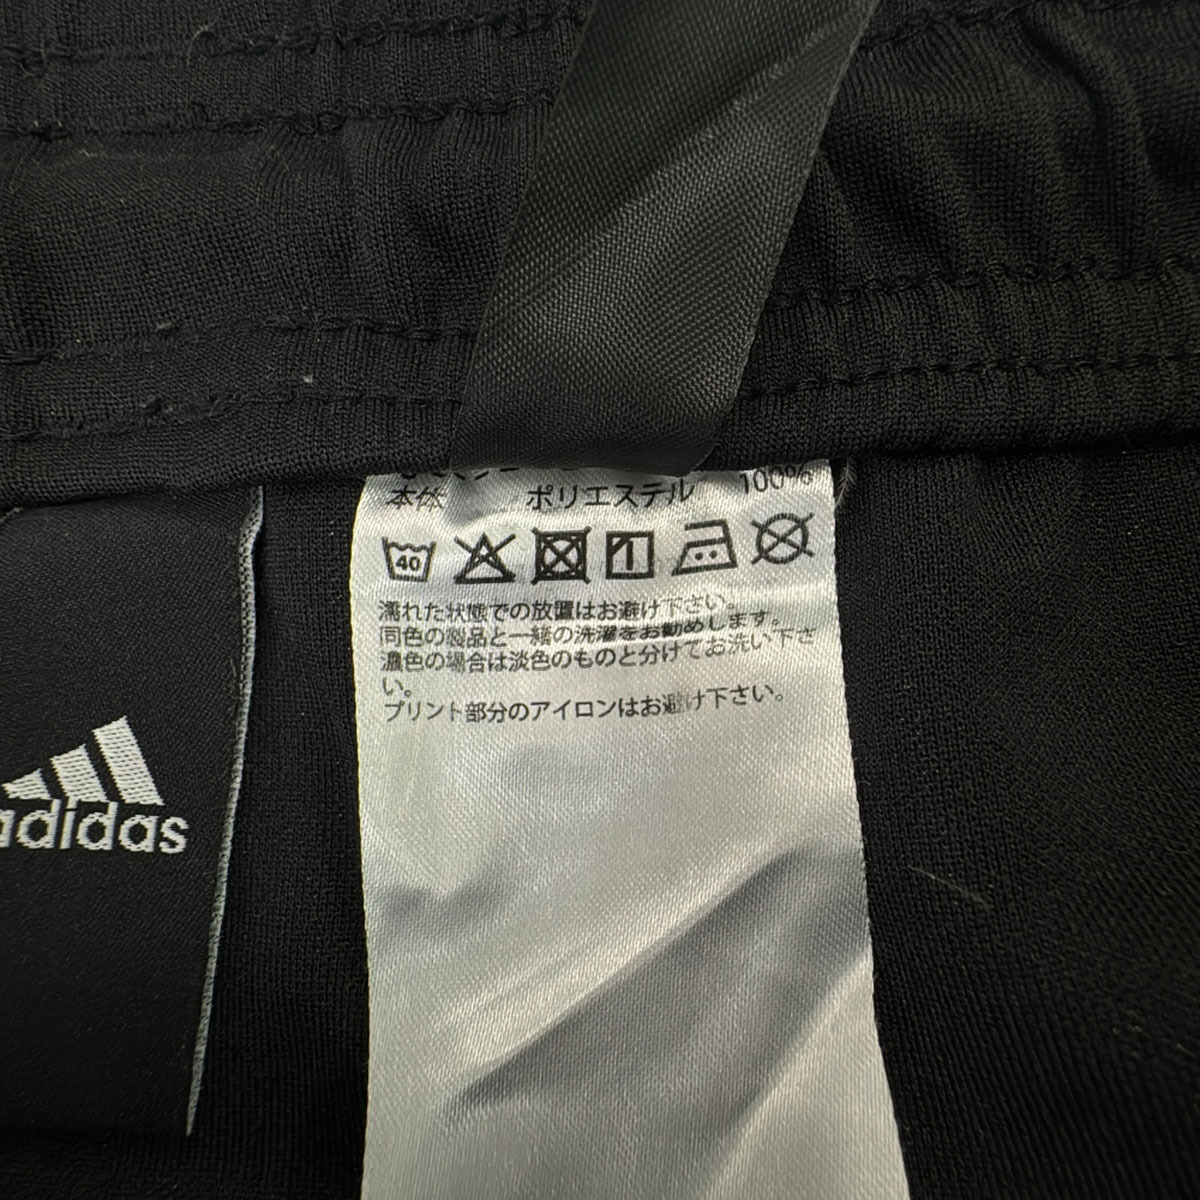 本体 ポリエステル 100%
40
濡れた状態での放置はお避け下さい。
同色の製品と一緒の洗濯をお勧めします。
濃色の場合は淡色のものと分けてお洗い下さ
い。
プリント部分のアイロンはお避け下さい。
adidas